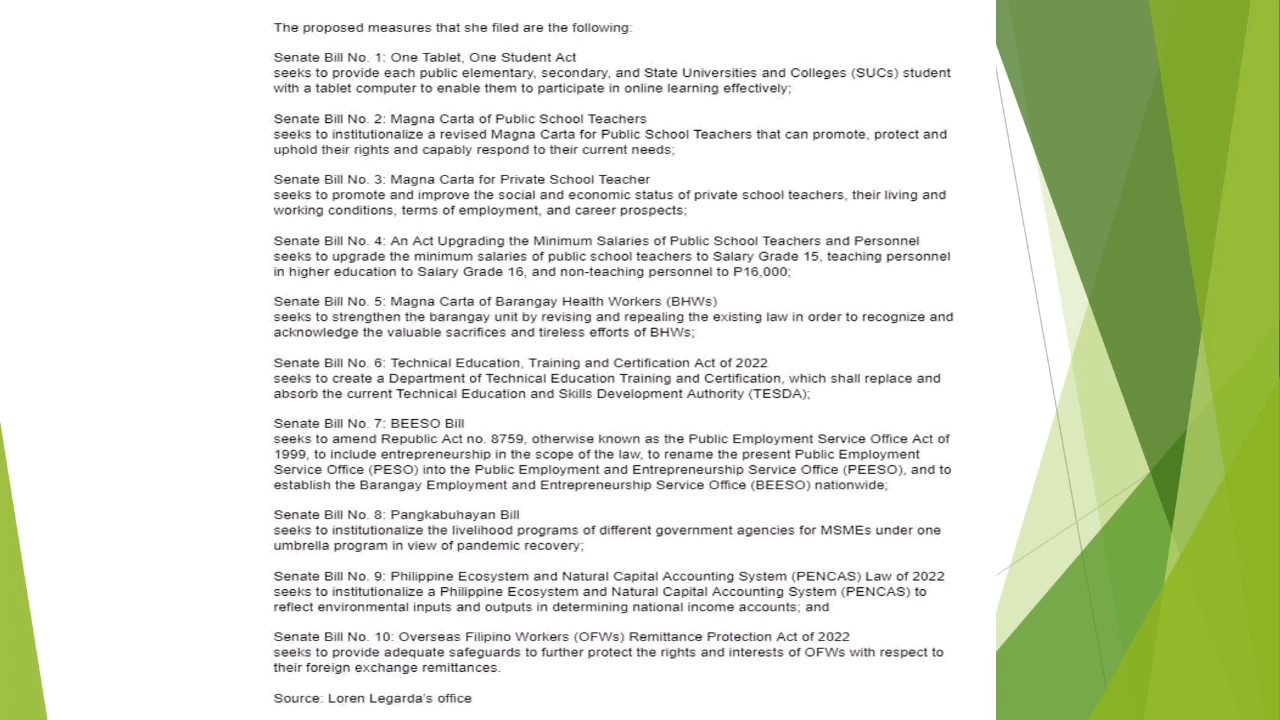 The proposed measures that she filed are the following:
Senate Bill No. 1: One Tablet, One Student Act
seeks to provide each public elementary, secondary, and State Universities and Colleges (SUCs) student
with a tablet computer to enable them to participate in online learning effectively;
Senate Bill No. 2: Magna Carta of Public School Teachers
seeks to institutionalize a revised Magna Carta for Public School Teachers that can promote, protect and
uphold their rights and capably respond to their current needs;
Senate Bill No. 3: Magna Carta for Private School Teacher
seeks to promote and improve the social and economic status of private school teachers, their living and
working conditions, terms of employment, and career prospects;
Senate Bill No. 4: An Act Upgrading the Minimum Salaries of Public School Teachers and Personnel
seeks to upgrade the minimum salaries of public school teachers to Salary Grade 15, teaching personnel
in higher education to Salary Grade 16, and non-teaching personnel to P16,000;
Senate Bill No. 5: Magna Carta of Barangay Health Workers (BHWs)
seeks to strengthen the barangay unit by revising and repealing the existing law in order to recognize and
acknowledge the valuable sacrifices and tireless efforts of BHWs;
Senate Bill No. 6: Technical Education, Training and Certification Act of 2022
seeks to create a Department of Technical Education Training and Certification, which shall replace and
absorb the current Technical Education and Skills Development Authority (TESDA);
Senate Bill No. 7: BEESO Bill
seeks to amend Republic Act no. 8759, otherwise known as the Public Employment Service Office Act of
1999, to include entrepreneurship in the scope of the law, to rename the present Public Employment
Service Office (PESO) into the Public Employment and Entrepreneurship Service Office (PEESO), and to
establish the Barangay Employment and Entrepreneurship Service Office (BEESO) nationwide;
Senate Bill No. 8: Pangkabuhayan Bill
seeks to institutionalize the livelihood programs of different government agencies for MSMEs under one
umbrella program in view of pandemic recovery;
Senate Bill No. 9: Philippine Ecosystem and Natural Capital Accounting System (PENCAS) Law of 2022
seeks to institutionalize a Philippine Ecosystem and Natural Capital Accounting System (PENCAS) to
reflect environmental inputs and outputs in determining national income accounts; and
Senate Bill No. 10: Overseas Filipino Workers (OFWs) Remittance Protection Act of 2022
seeks to provide adequate safeguards to further protect the rights and interests of OFWs with respect to
their foreign exchange remittances.
Source: Loren Legarda's office